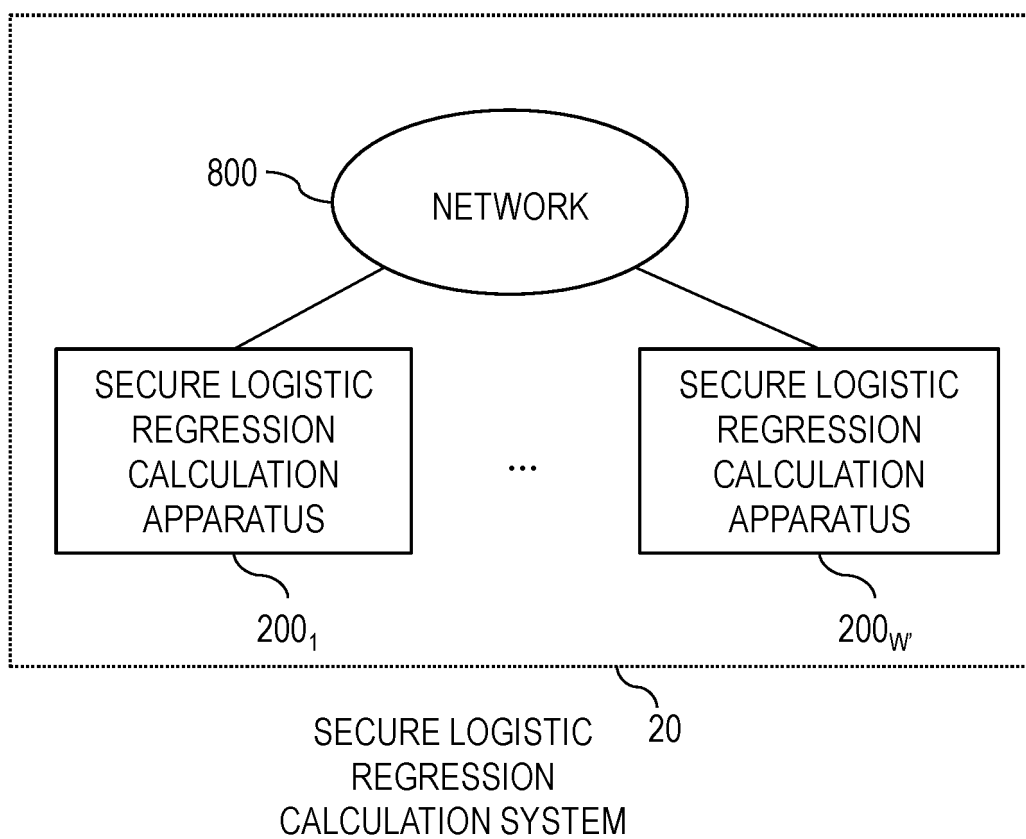 800
NETWORK
SECURE LOGISTIC
REGRESSION
CALCULATION
APPARATUS
...
SECURE LOGISTIC
REGRESSION
CALCULATION
APPARATUS
200₁
200W'
20
SECURE LOGISTIC
REGRESSION
CALCULATION SYSTEM